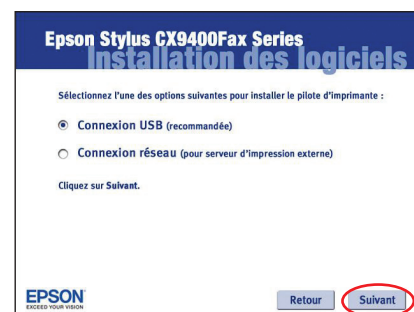 Epson Stylus CX9400Fax Series
Installation des logiciels
Sélectionnez l'une des options suivantes pour installer le pilote d'imprimante :
Connexion USB (recommandée)
Connexion réseau (pour serveur d'impression externe)
Cliquez sur Suivant.
EPSON
EXCEED YOUR VISION
Retour
Suivant